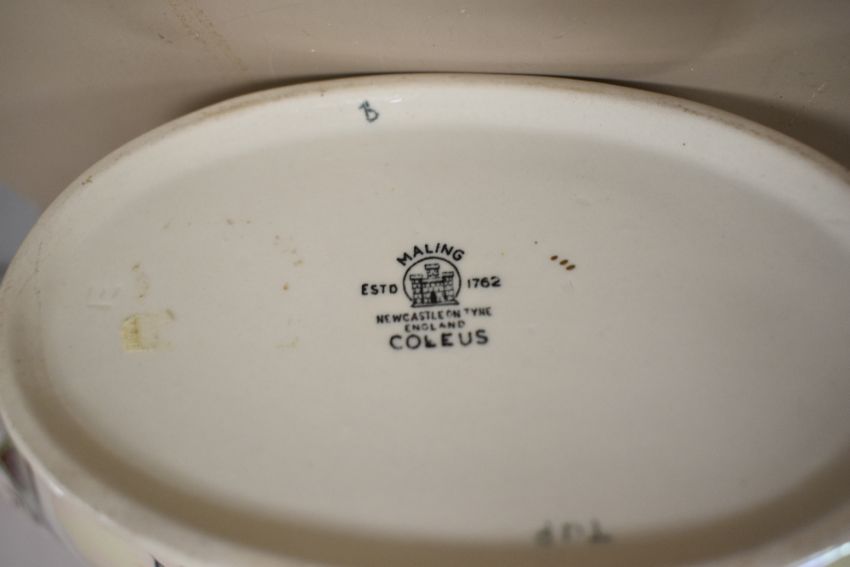 B
MALING
ESTD 1762
NEWCASTLE ON TYNE
ENGLAND
COLEUS